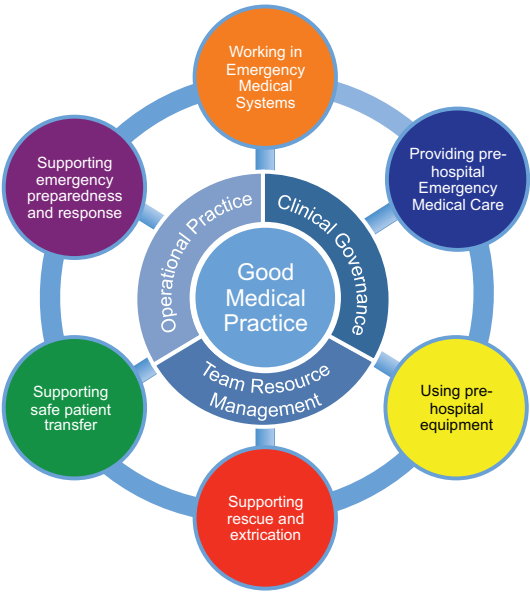 Working in
Emergency
Medical
Systems
Providing pre-
hospital
Emergency
Medical Care
Using pre-
hospital
equipment
Supporting
rescue and
extrication
Supporting
safe patient
transfer
Supporting
emergency
preparedness
and response
Operational Practice
Clinical Governance
Team Resource
Management
Good
Medical
Practice